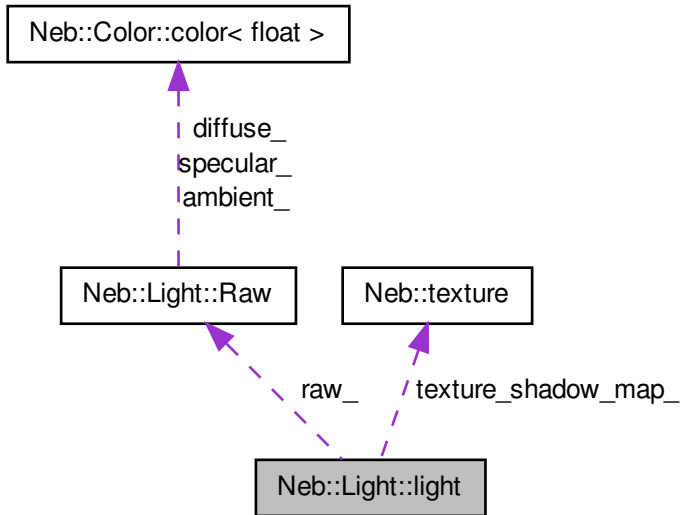 Neb::Color::color< float >
diffuse_
specular_
ambient_
Neb::Light::Raw
Neb::texture
raw_
texture_shadow_map_
Neb::Light::light